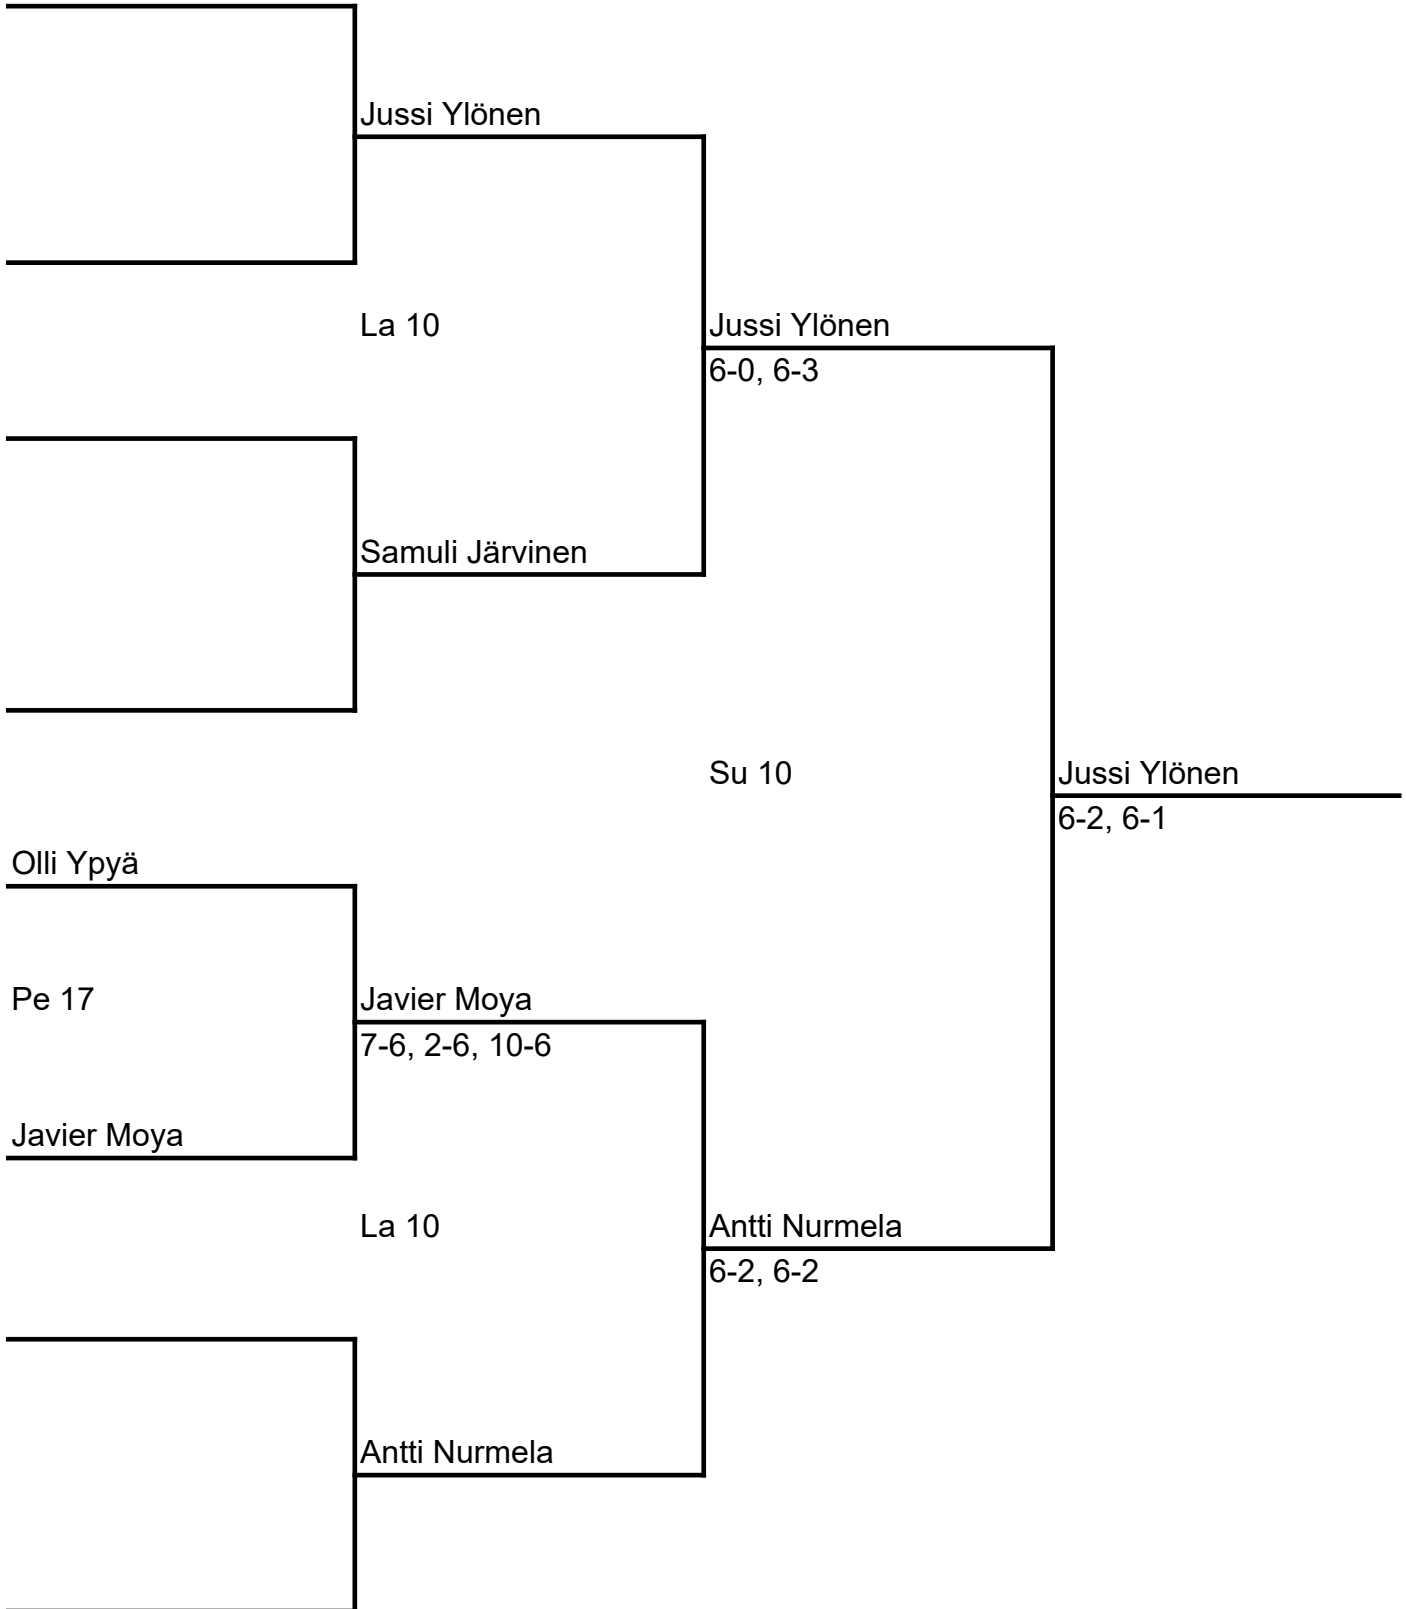 Jussi Ylönen
La 10
Jussi Ylönen
6-0, 6-3
Samuli Järvinen
Su 10
Jussi Ylönen
6-2, 6-1
Olli Ypyä
Pe 17
Javier Moya
7-6, 2-6, 10-6
Javier Moya
La 10
Antti Nurmela
6-2, 6-2
Antti Nurmela